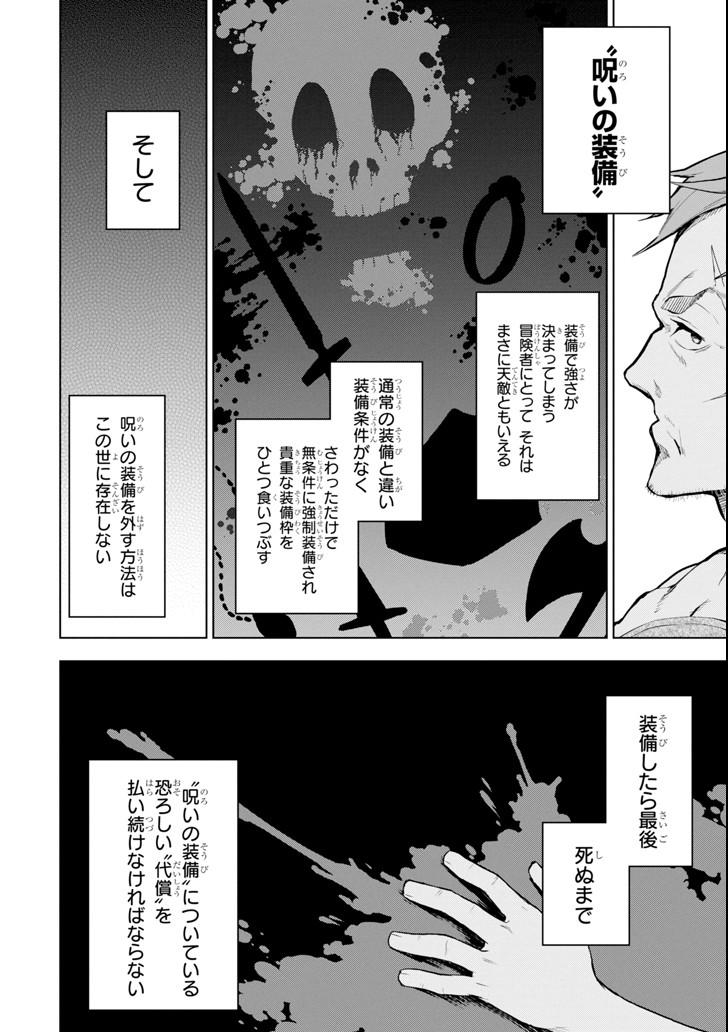 〝呪いの装備〟
装備で強さが
決まってしまう
冒険者にとって それは
まさに天敵ともいえる
通常の装備と違い
装備条件がなく
さわっただけで
無条件に強制装備され
貴重な装備枠を
ひとつ食いつぶす
そして
呪いの装備を外す方法は
この世に存在しない
装備したら最後
死ぬまで
〝呪いの装備〟についている
恐ろしい〝代償〟を
払い続けなければならない